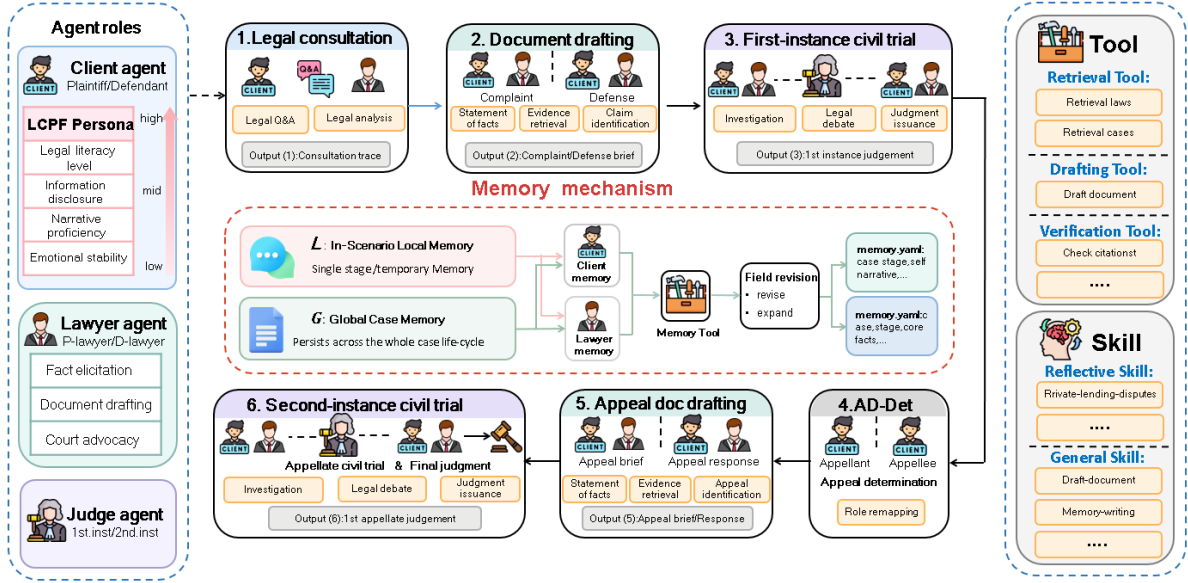 Agent roles
Client agent
Plaintiff/Defendant
CLIENT
LCPF Persona
Legal literacy
level
Information
disclosure
Narrative
proficiency
Emotional stability
high
mid
low
Lawyer agent
P-lawyer/D-lawyer
Fact elicitation
Document drafting
Court advocacy
Judge agent
1st.inst/2nd.inst
1.Legal consultation
CLIENT
Q&A
Legal Q&A
Legal analysis
Output (1):Consultation trace
2. Document drafting
CLIENT
CLIENT
Complaint
Defense
Statement
of facts
Evidence
retrieval
Claim
identification
Output (2):Complaint/Defense brief
3. First-instance civil trial
CLIENT
CLIENT
Investigation
Legal
debate
Judgment
issuance
Output (3):1st instance judgement
Memory mechanism
L: In-Scenario Local Memory
Single stage/temporary Memory
G: Global Case Memory
Persists across the whole case life-cycle
CLIENT
Client
memory
Lawyer
memory
Memory Tool
Field revision
• revise
• expand
memory.yaml:
case stage,self
narrative,...
memory.yaml:c
ase,stage,core
facts,...
6. Second-instance civil trial
CLIENT
CLIENT
Appellate civil trial & Final judgment
Investigation
Legal debate
Judgment
issuance
Output (6):1st appellate judgement
5. Appeal doc drafting
CLIENT
CLIENT
Appeal brief
Appeal response
Statement
of facts
Evidence
retrieval
Appeal
identification
Output (5):Appeal brief/Response
4.AD-Det
CLIENT
CLIENT
Appellant
Appellee
Appeal determination
Role remapping
Tool
Retrieval Tool:
Retrieval laws
Retrieval cases
Drafting Tool:
Draft document
Verification Tool:
Check citationst
....
Skill
Reflective Skill:
Rrivate-lending-disputes
....
General Skill:
Draft-document
Memory-writing
....